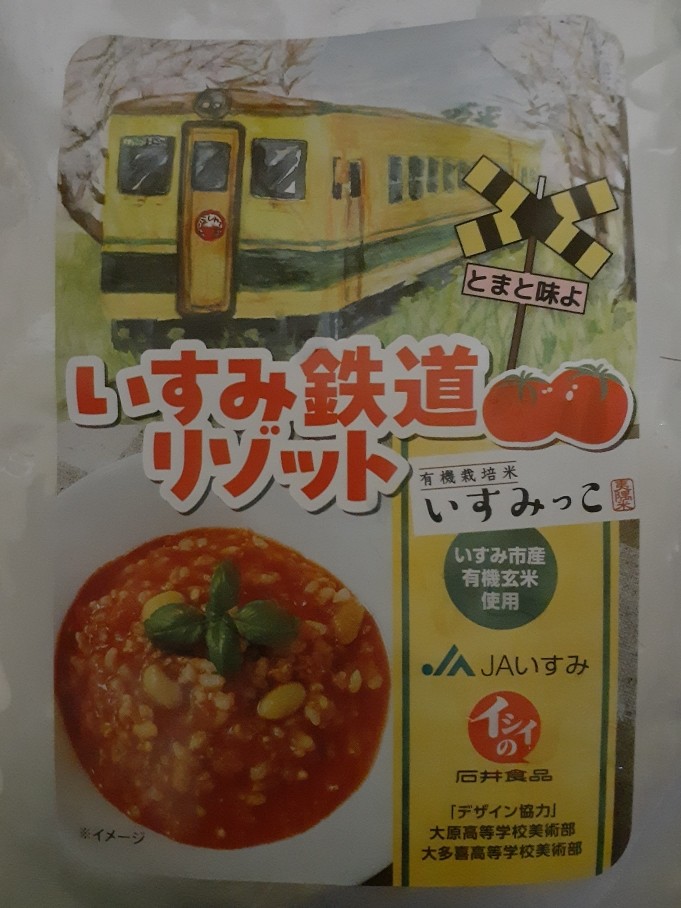 とまと味よ
いすみ鉄道
リゾット
有機栽培米
いすみっこ
夷隅米
いすみ市産
有機玄米
使用
JAいすみ
イシイの
石井食品
「デザイン協力」
大原高等学校美術部
大多喜高等学校美術部
※イメージ